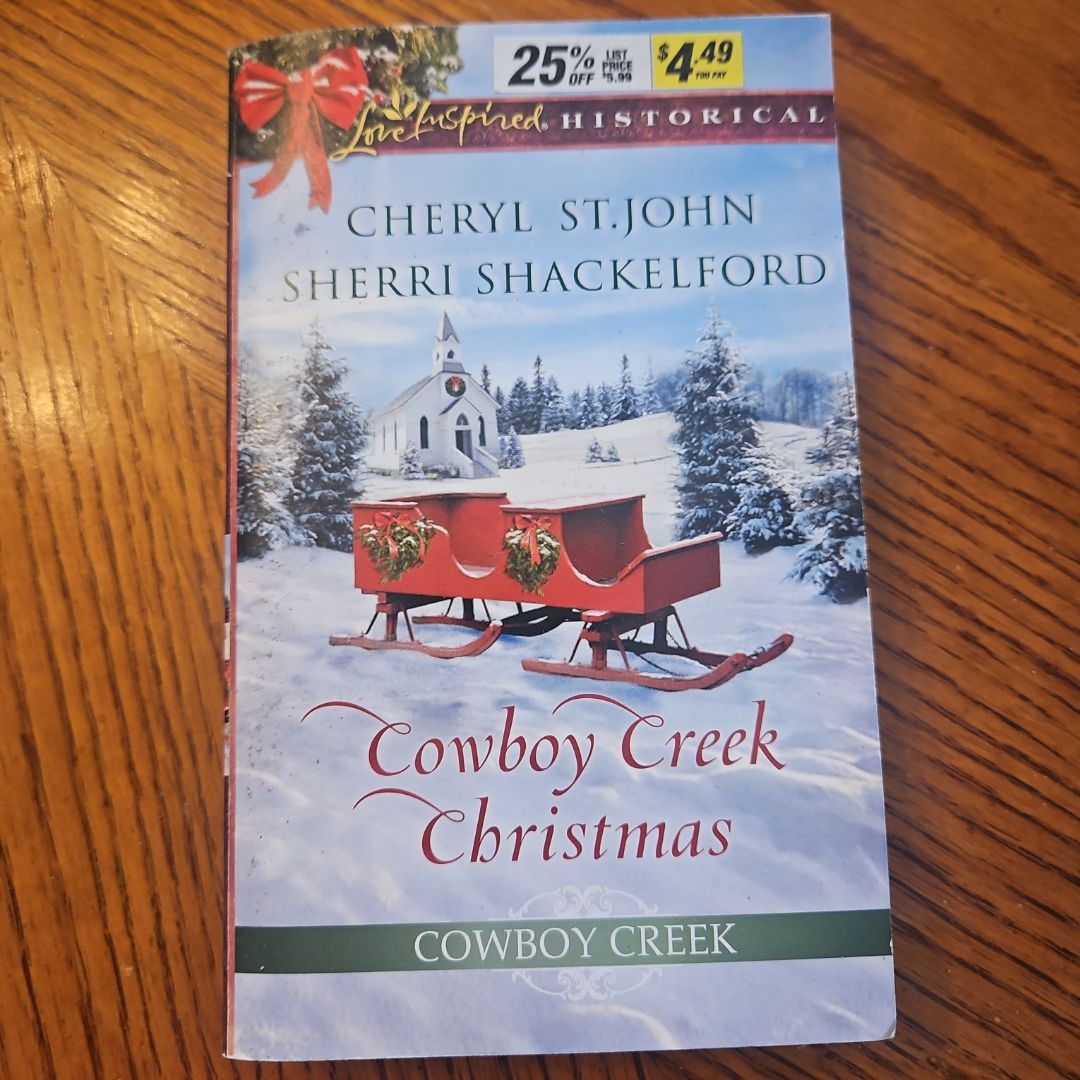 25% OFF LIST PRICE $5.99 $4.49 YOU PAY
Love Inspired® HISTORICAL
CHERYL ST.JOHN
SHERRI SHACKELFORD
Cowboy Creek
Christmas
COWBOY CREEK